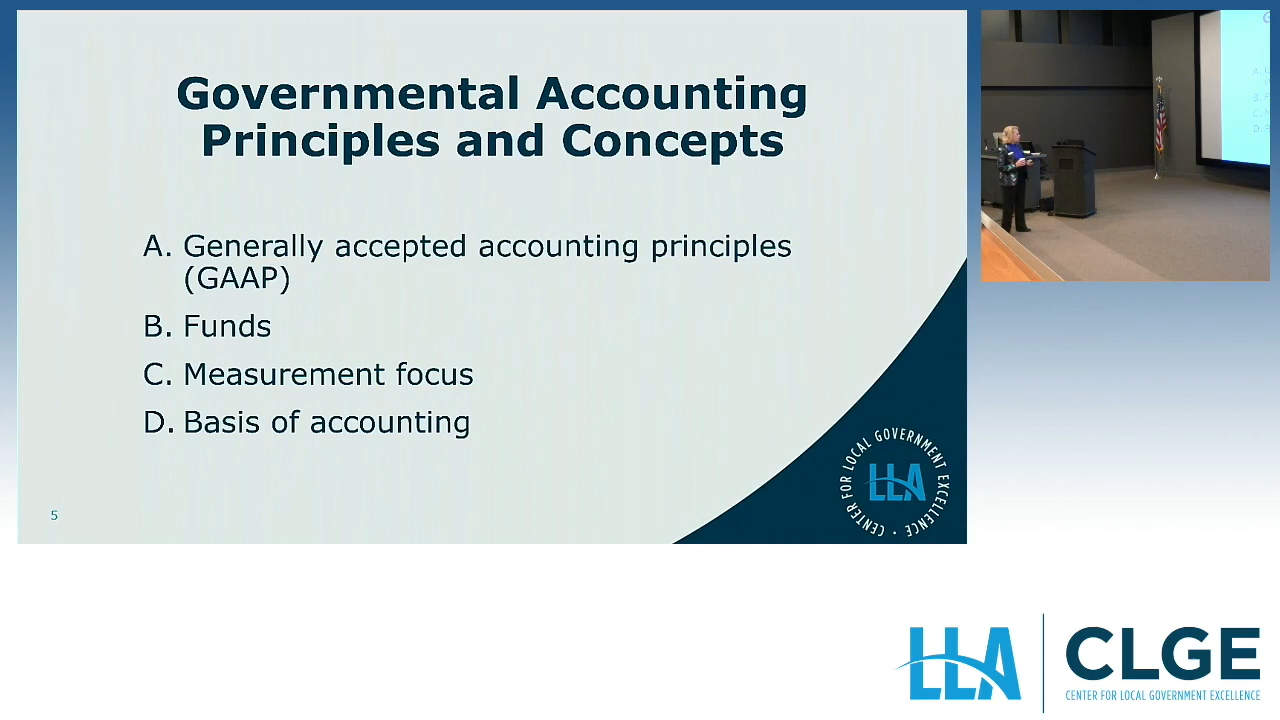 Governmental Accounting
Principles and Concepts
A. Generally accepted accounting principles
(GAAP)
B. Funds
C. Measurement focus
D. Basis of accounting
5
CENTER FOR LOCAL GOVERNMENT EXCELLENCE
LLA
LLA
CLGE
CENTER FOR LOCAL GOVERNMENT EXCELLENCE